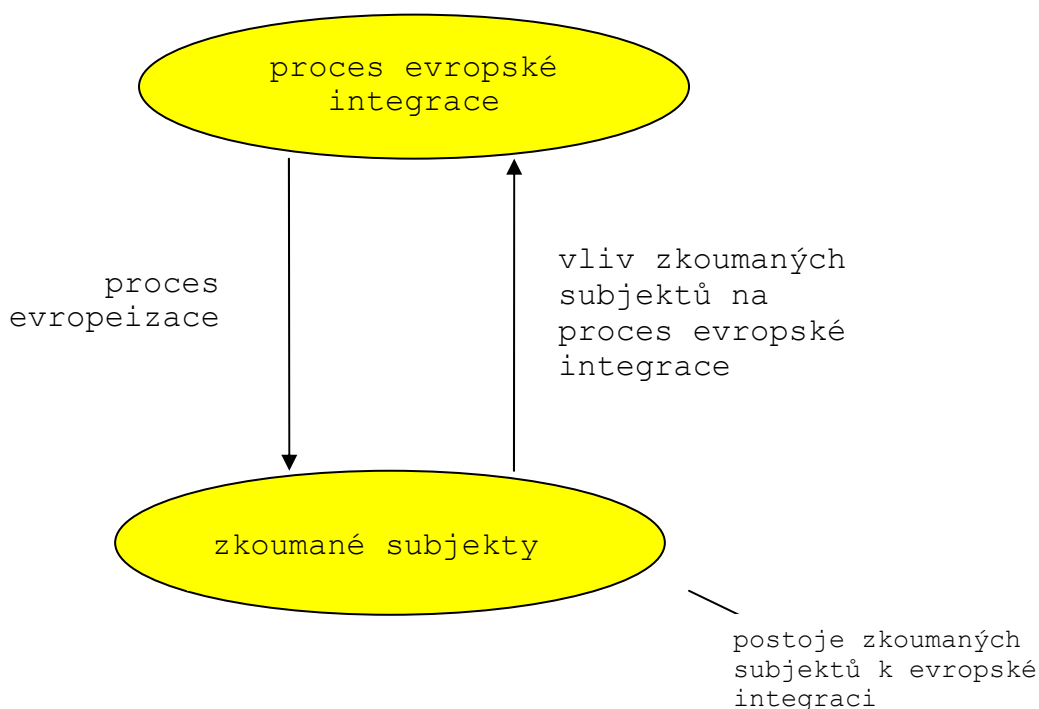 proces evropské
integrace
proces
evropeizace
vliv zkoumaných
subjektů na
proces evropské
integrace
zkoumané subjekty
postoje zkoumaných
subjektů k evropské
integraci